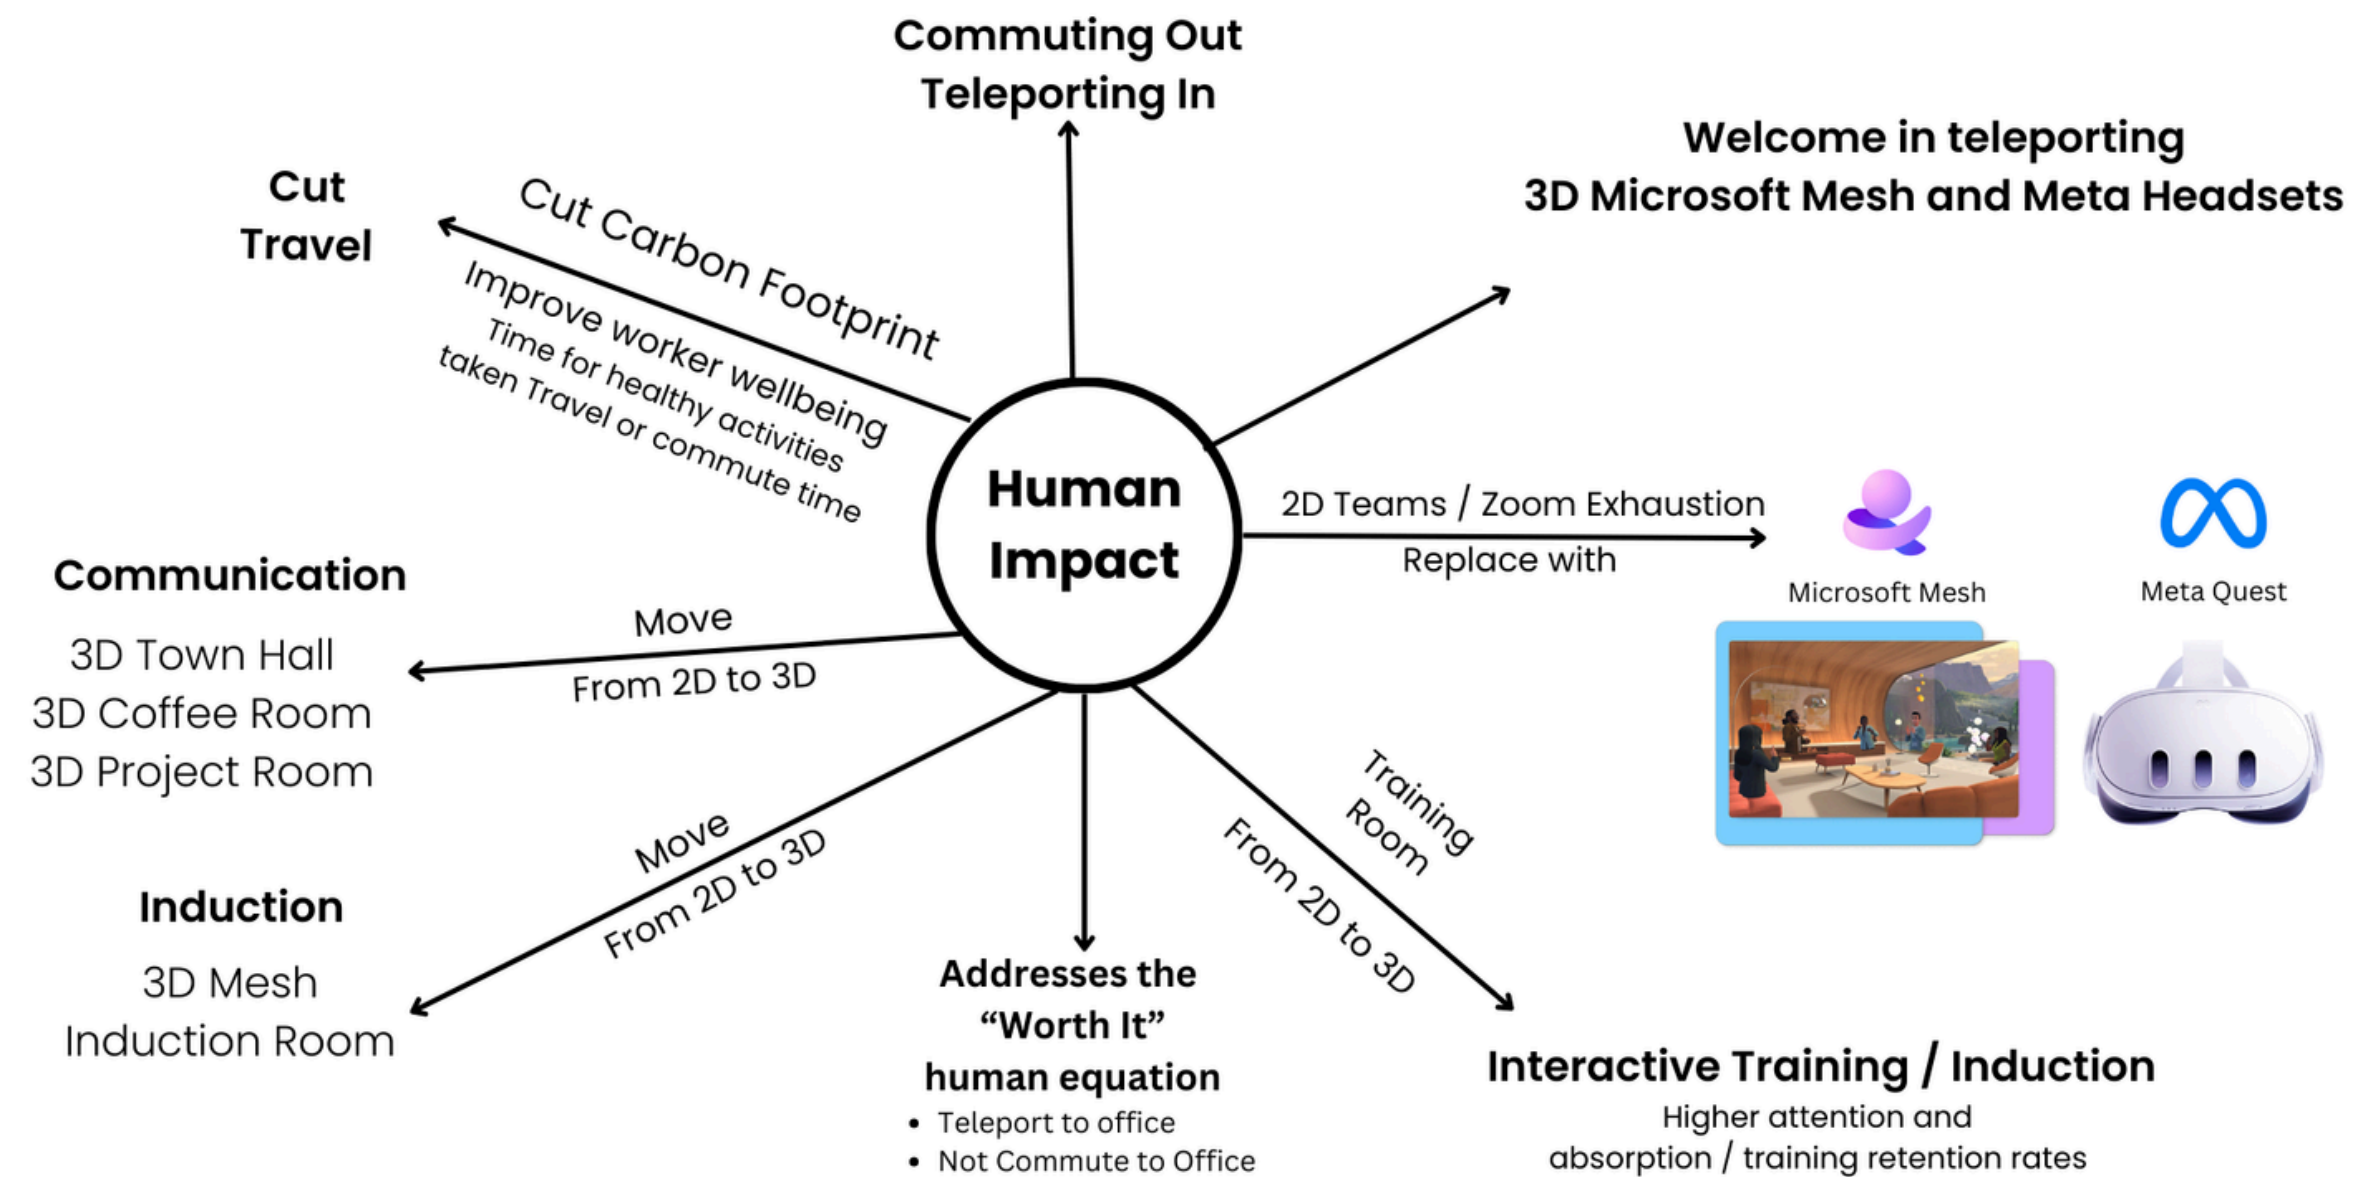 Commuting Out
Teleporting In
Welcome in teleporting
3D Microsoft Mesh and Meta Headsets
Cut
Travel
Cut Carbon Footprint
Improve worker wellbeing
Time for healthy activities
taken Travel or commute time
Human
Impact
2D Teams / Zoom Exhaustion
Replace with
Microsoft Mesh
Meta Quest
Communication
3D Town Hall
3D Coffee Room
3D Project Room
Move
From 2D to 3D
Induction
3D Mesh
Induction Room
Move
From 2D to 3D
Addresses the
“Worth It”
human equation
• Teleport to office
• Not Commute to Office
Training
Room
From 2D to 3D
Interactive Training / Induction
Higher attention and
absorption / training retention rates